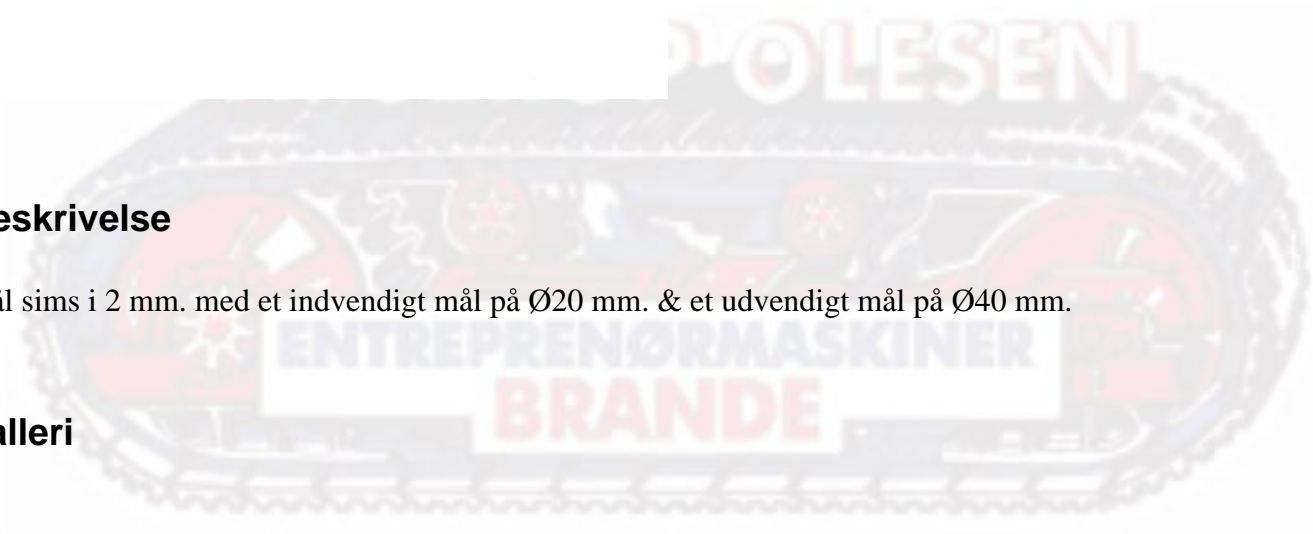 OLESEN
eskrivelse
ål sims i 2 mm. med et indvendigt mål på Ø20 mm. & et udvendigt mål på Ø40 mm.
ENTREPRENØRMASKINER
BRANDE
alleri